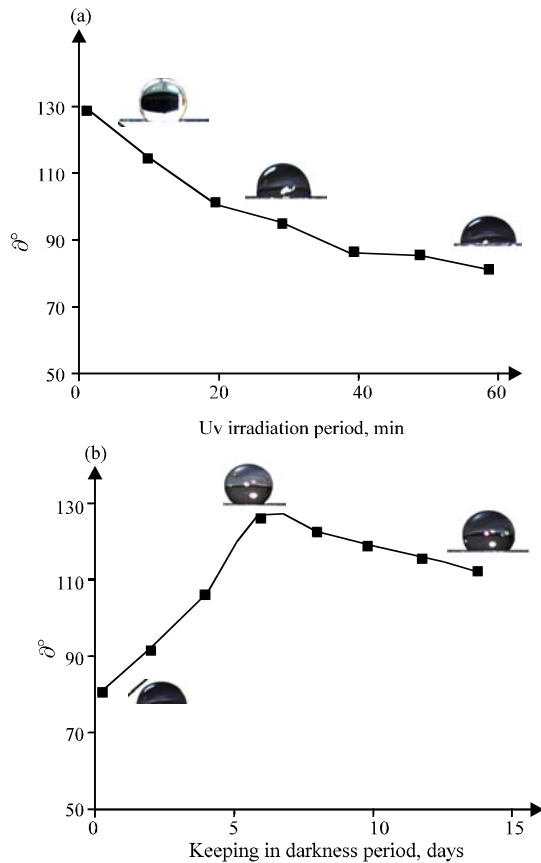 (a)
130
110
90
70
50
∂°
0 20 40 60
Uv irradiation period, min
(b)
130
110
90
70
50
∂°
0 5 10 15
Keeping in darkness period, days